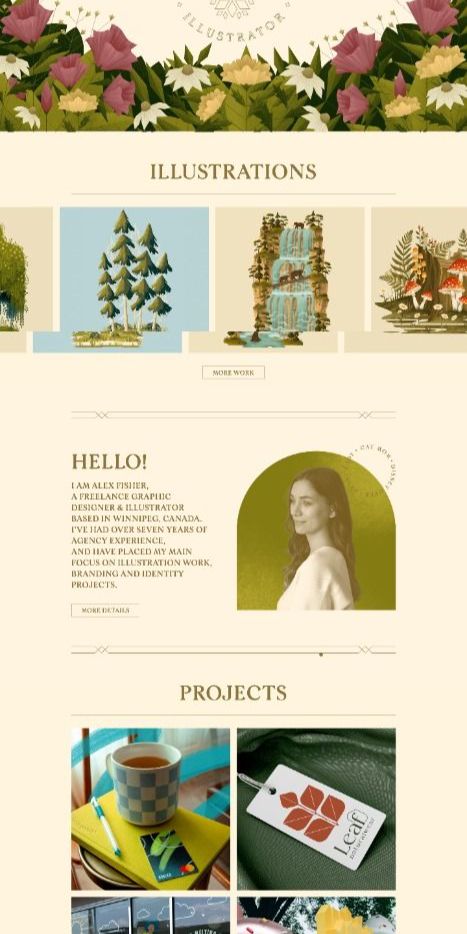 ILLUSTRATOR
ILLUSTRATIONS
MORE WORK
HELLO!
I AM ALEX FISHER,
A FREELANCE GRAPHIC
DESIGNER & ILLUSTRATOR
BASED IN WINNIPEG, CANADA.
I'VE HAD OVER SEVEN YEARS OF
AGENCY EXPERIENCE,
AND HAVE PLACED MY MAIN
FOCUS ON ILLUSTRATION WORK,
BRANDING AND IDENTITY
PROJECTS.
CAT MOM
MORE DETAILS
PROJECTS
Leaf